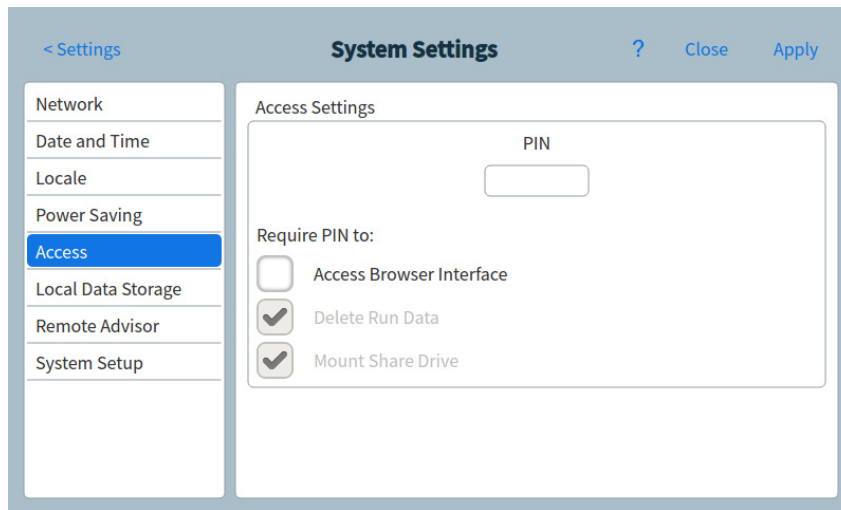 < Settings
System Settings
?
Close
Apply
Network
Date and Time
Locale
Power Saving
Access
Local Data Storage
Remote Advisor
System Setup
Access Settings
PIN
Require PIN to:
Access Browser Interface
Delete Run Data
Mount Share Drive